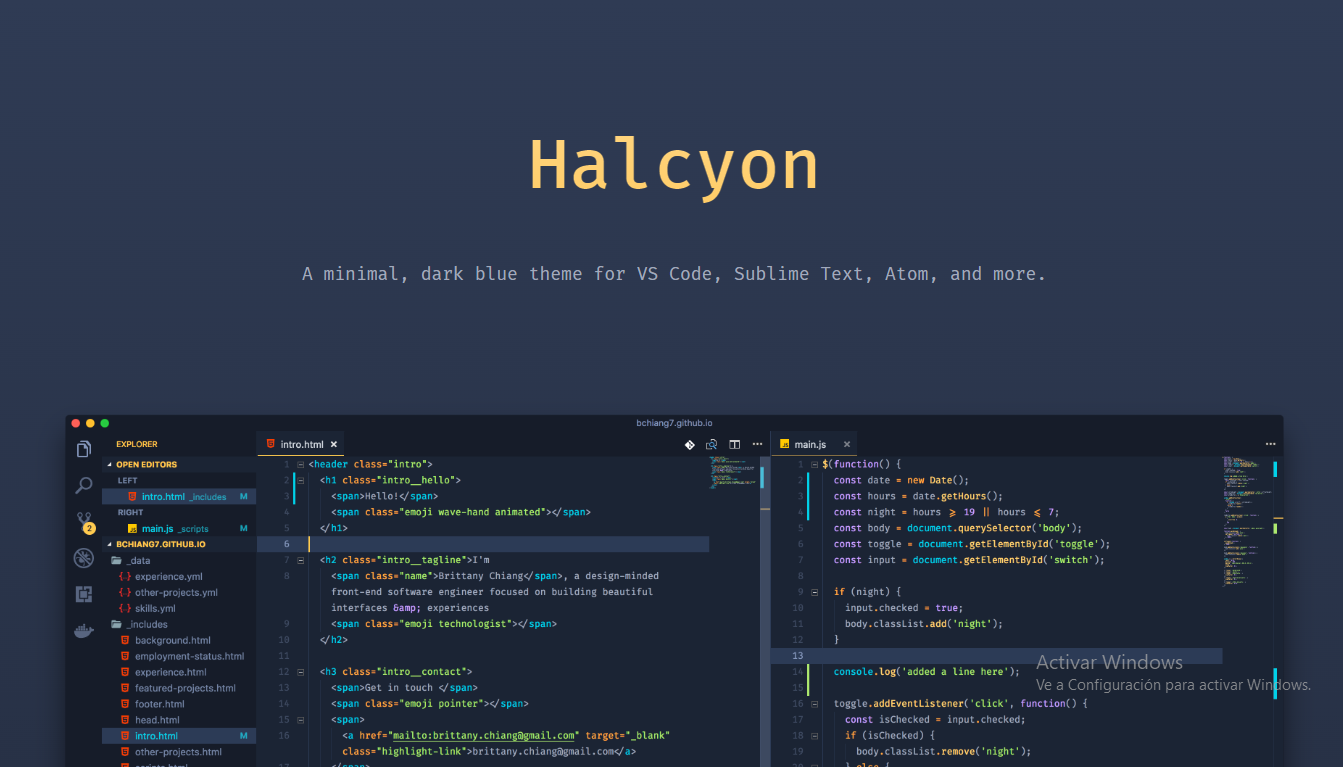 Halcyon
A minimal, dark blue theme for VS Code, Sublime Text, Atom, and more.
bchiang7.github.io
EXPLORER
OPEN EDITORS
LEFT
intro.html _includes M
RIGHT
2
main.js _scripts M
BCHIANG7.GITHUB.IO
_data
{·} experience.yml
{·} other-projects.yml
{·} skills.yml
_includes
background.html
employment-status.html
experience.html
featured-projects.html
footer.html
head.html
intro.html M
other-projects.html
scripts.html
intro.html ×
1 <header class="intro">
2 <h1 class="intro__hello">
3 <span>Hello!</span>
4 <span class="emoji wave-hand animated"></span>
5 </h1>
6
7 <h2 class="intro__tagline">I'm
8 <span class="name">Brittany Chiang</span>, a design-minded
front-end software engineer focused on building beautiful
interfaces &amp; experiences
9 <span class="emoji technologist"></span>
10 </h2>
11
12 <h3 class="intro__contact">
13 <span>Get in touch </span>
14 <span class="emoji pointer"></span>
15 <span>
16 <a href="mailto:brittany.chiang@gmail.com" target="_blank"
class="highlight-link">brittany.chiang@gmail.com</a>
17 </span>
JS main.js ×
1 $(function() {
2 const date = new Date();
3 const hours = date.getHours();
4 const night = hours ⩾ 19 || hours ⩽ 7;
5 const body = document.querySelector('body');
6 const toggle = document.getElementById('toggle');
7 const input = document.getElementById('switch');
8
9 if (night) {
10 input.checked = true;
11 body.classList.add('night');
12 }
13
14 console.log('added a line here');
15
16 toggle.addEventListener('click', function() {
17 const isChecked = input.checked;
18 if (isChecked) {
19 body.classList.remove('night');
20 } else {
Activar Windows
Ve a Configuración para activar Windows.